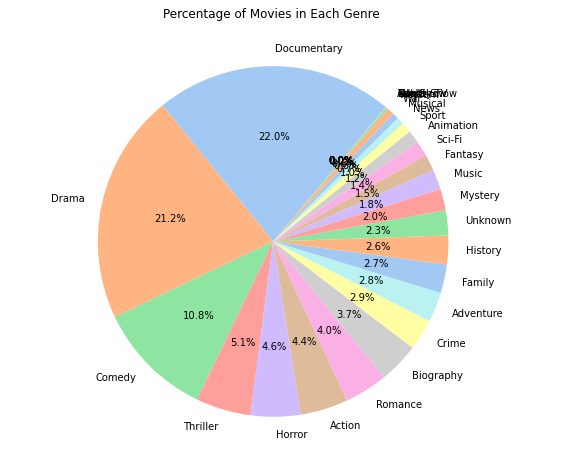 Percentage of Movies in Each Genre
Documentary
22.0%
Drama
21.2%
Comedy
10.8%
Thriller
5.1%
Horror
4.6%
Action
4.4%
Romance
4.0%
Biography
3.7%
Crime
2.9%
Adventure
2.8%
Family
2.7%
History
2.6%
Unknown
2.3%
Mystery
2.0%
Music
1.8%
Fantasy
1.5%
Sci-Fi
1.4%
Animation
1.2%
Sport
1.0%
Musical
News
0.0%